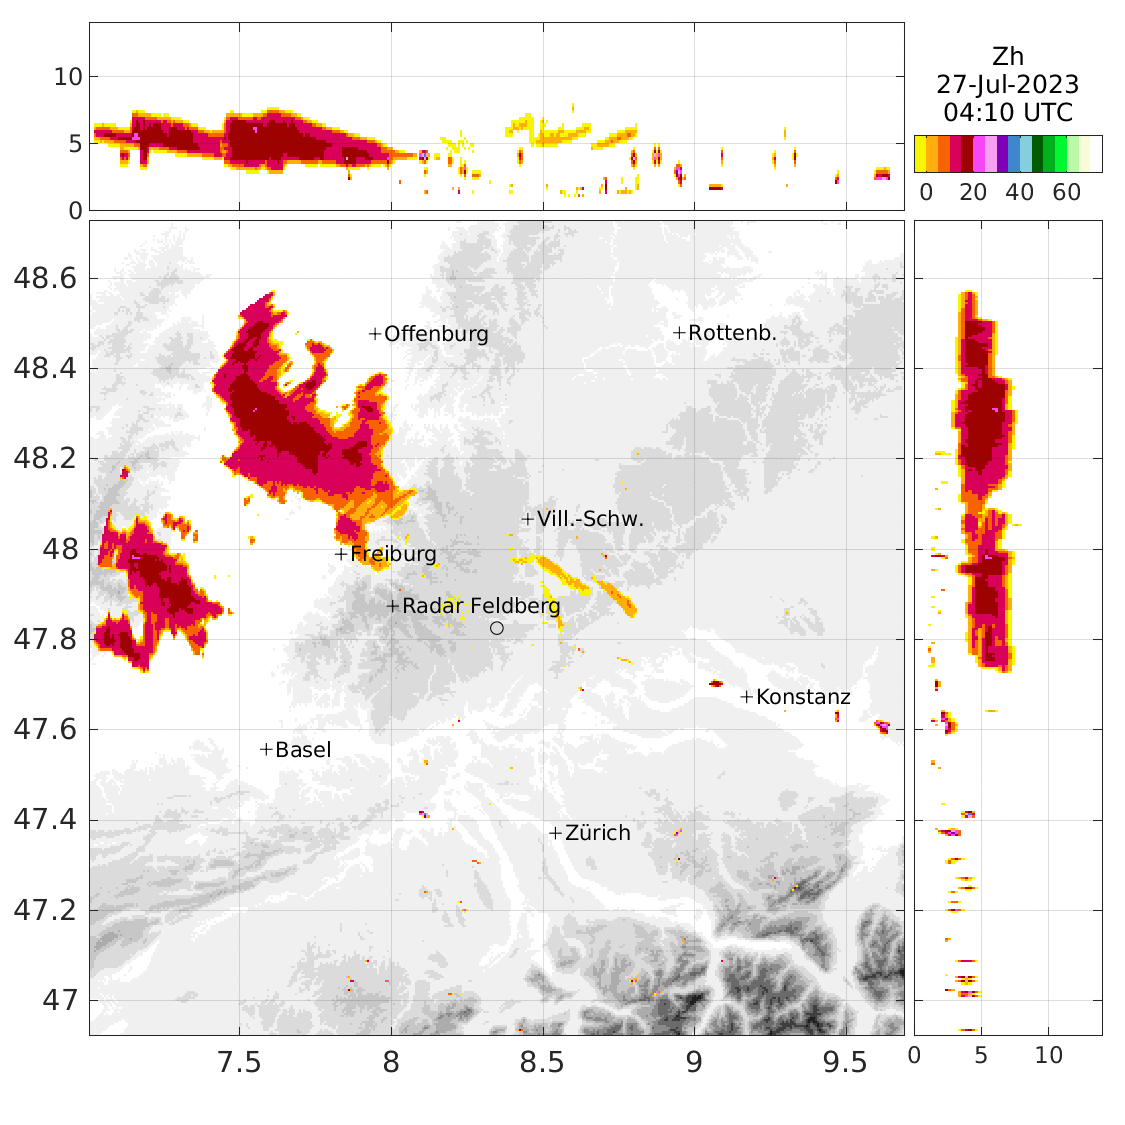 10
5
0
Zh
27-Jul-2023
04:10 UTC
0 20 40 60
48.6
48.4
48.2
48
47.8
47.6
47.4
47.2
47
Offenburg
Rottenb.
Vill.-Schw.
Freiburg
Radar Feldberg
Konstanz
Basel
Zürich
7.5 8 8.5 9 9.5
0 5 10